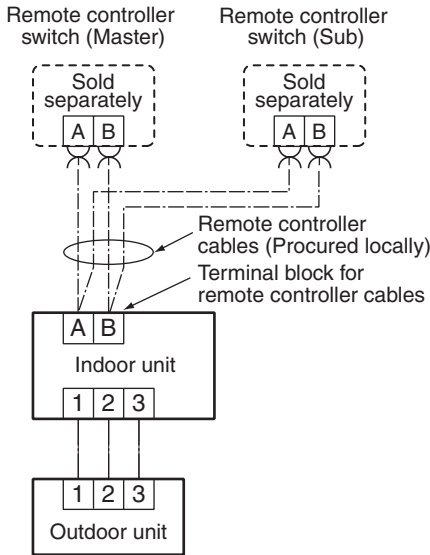 Remote controller
switch (Master)
Remote controller
switch (Sub)
Sold
separately
A B
Sold
separately
A B
Remote controller
cables (Procured locally)
Terminal block for
remote controller cables
A B
Indoor unit
1 2 3
1 2 3
Outdoor unit